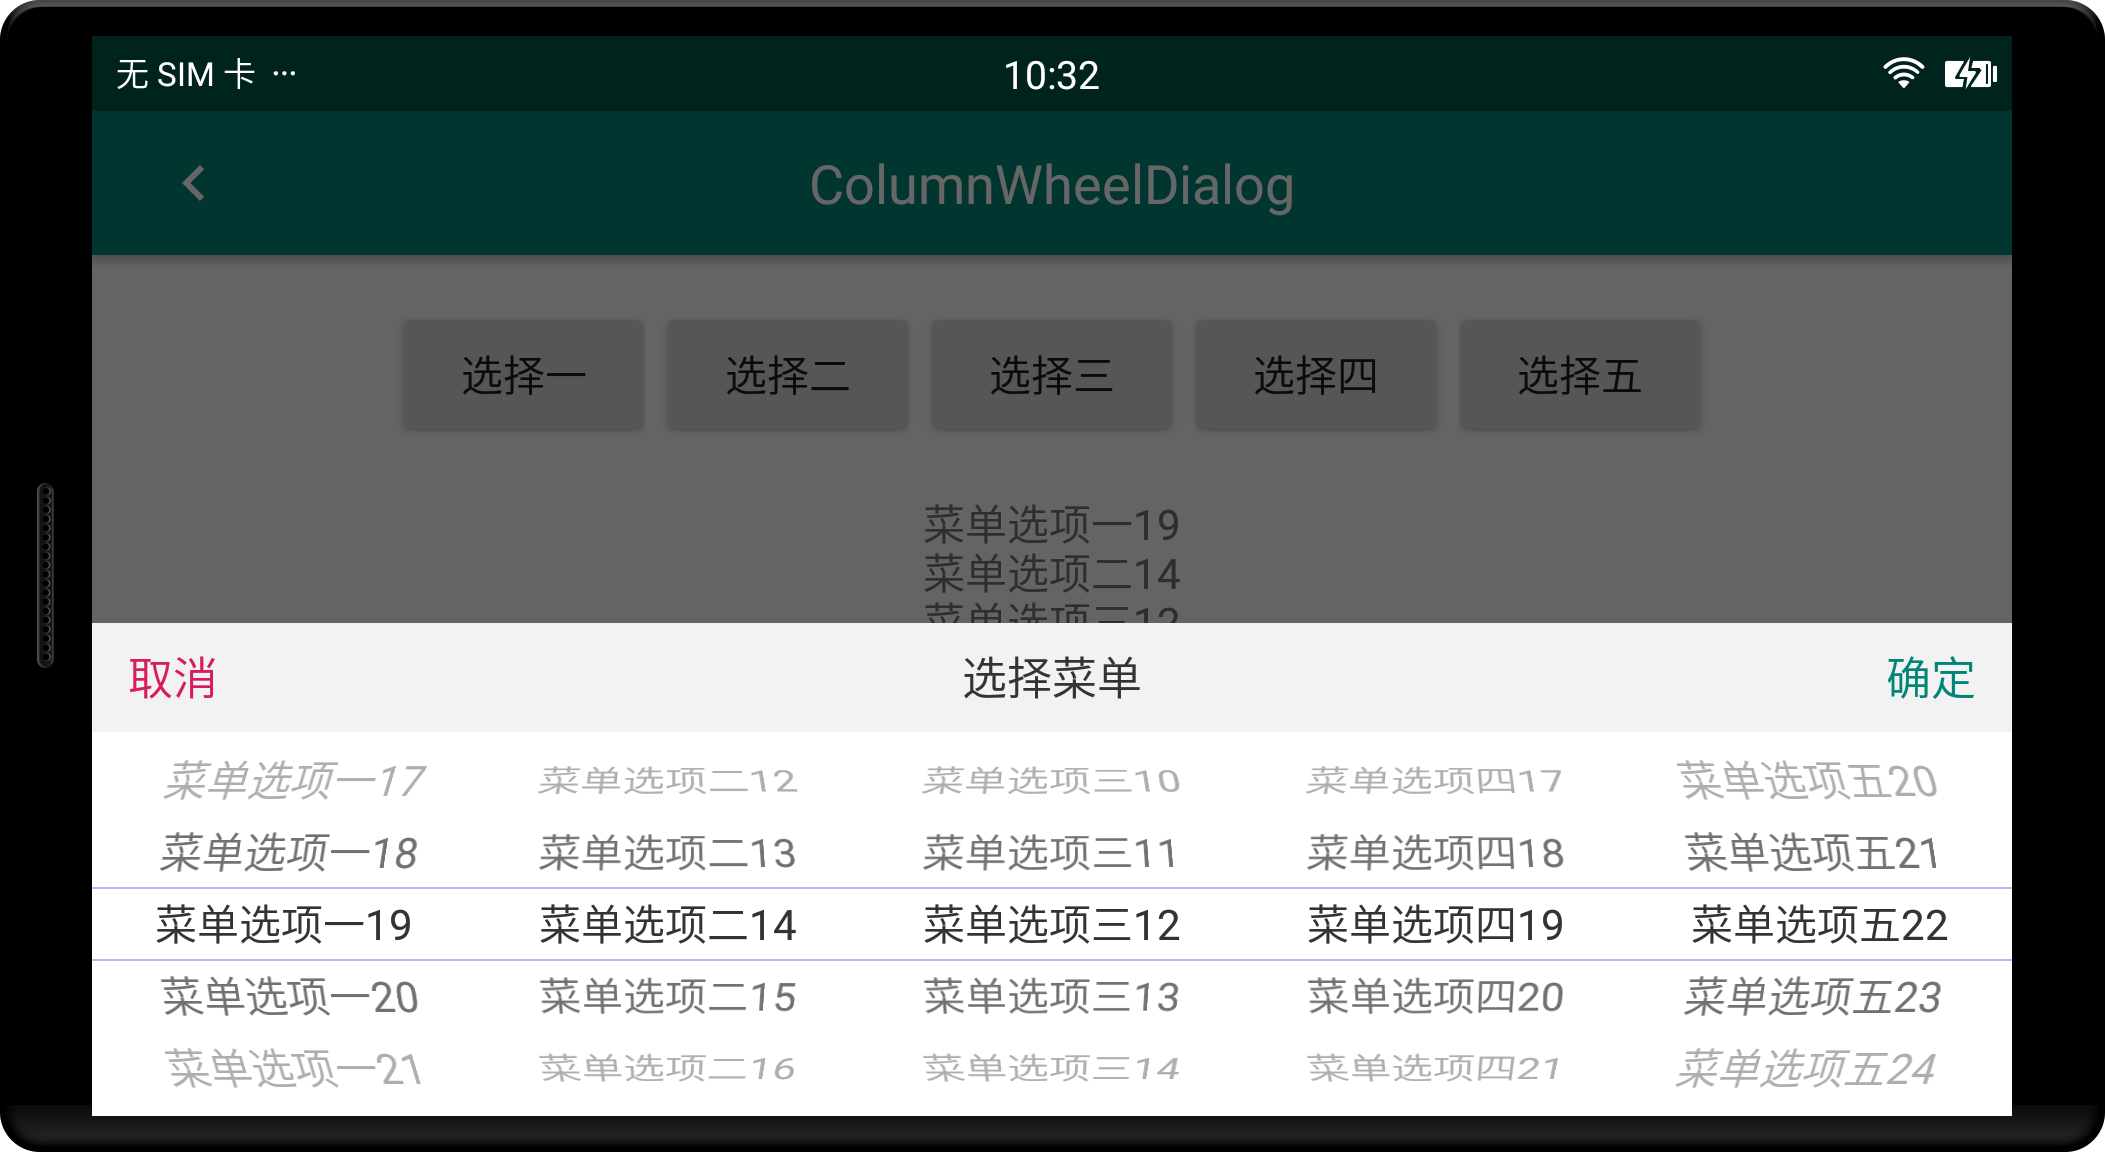 无 SIM 卡 ··· 10:32
ColumnWheelDialog
选择一 选择二 选择三 选择四 选择五
菜单选项一19
菜单选项二14
菜单选项三12
取消 选择菜单 确定
菜单选项一17 菜单选项二12 菜单选项三10 菜单选项四17 菜单选项五20
菜单选项一18 菜单选项二13 菜单选项三11 菜单选项四18 菜单选项五21
菜单选项一19 菜单选项二14 菜单选项三12 菜单选项四19 菜单选项五22
菜单选项一20 菜单选项二15 菜单选项三13 菜单选项四20 菜单选项五23
菜单选项一21 菜单选项二16 菜单选项三14 菜单选项四21 菜单选项五24